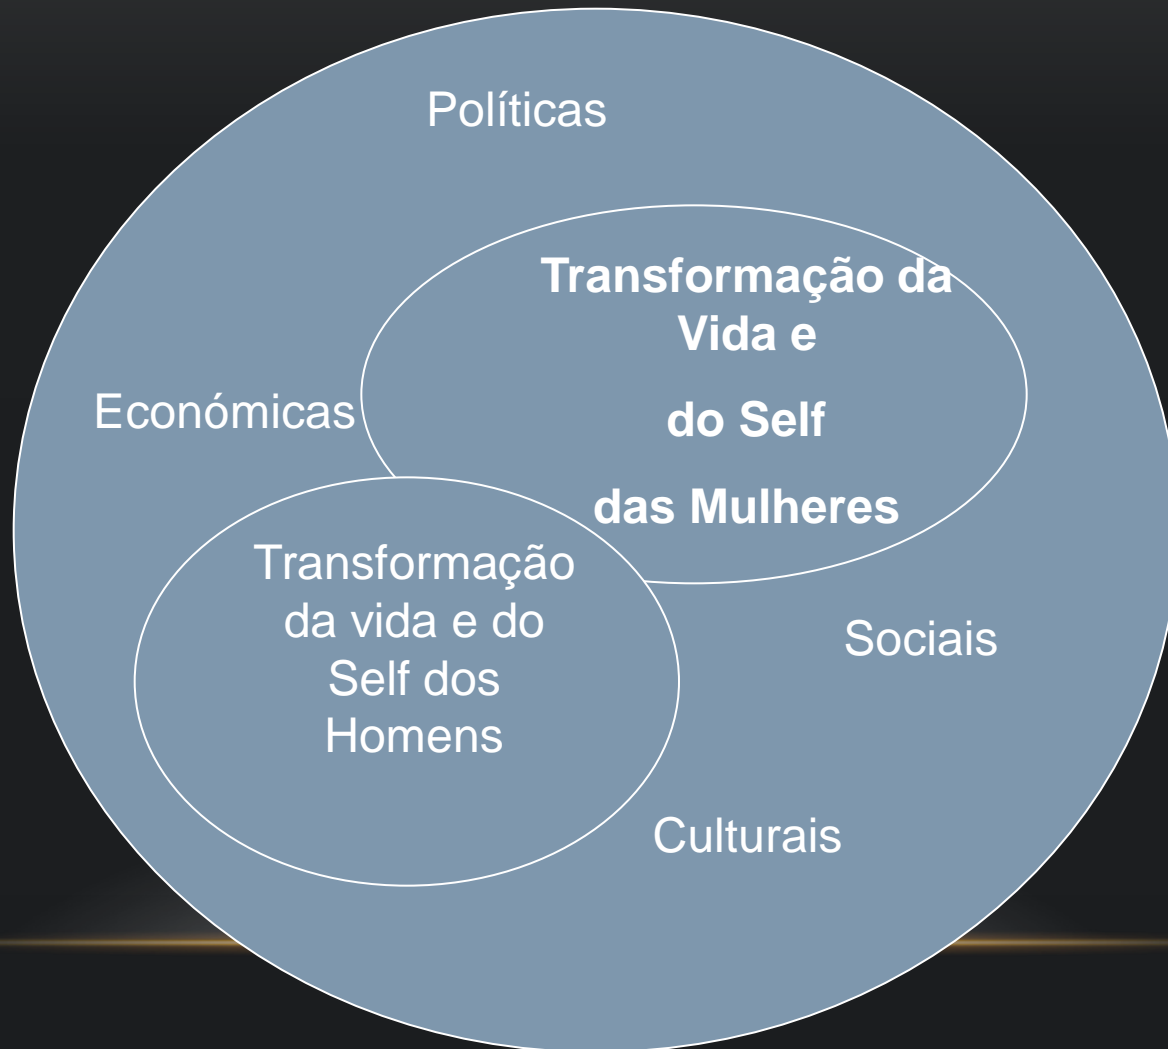 Políticas
Transformação da
Vida e
do Self
das Mulheres
Económicas
Transformação
da vida e do
Self dos
Homens
Sociais
Culturais